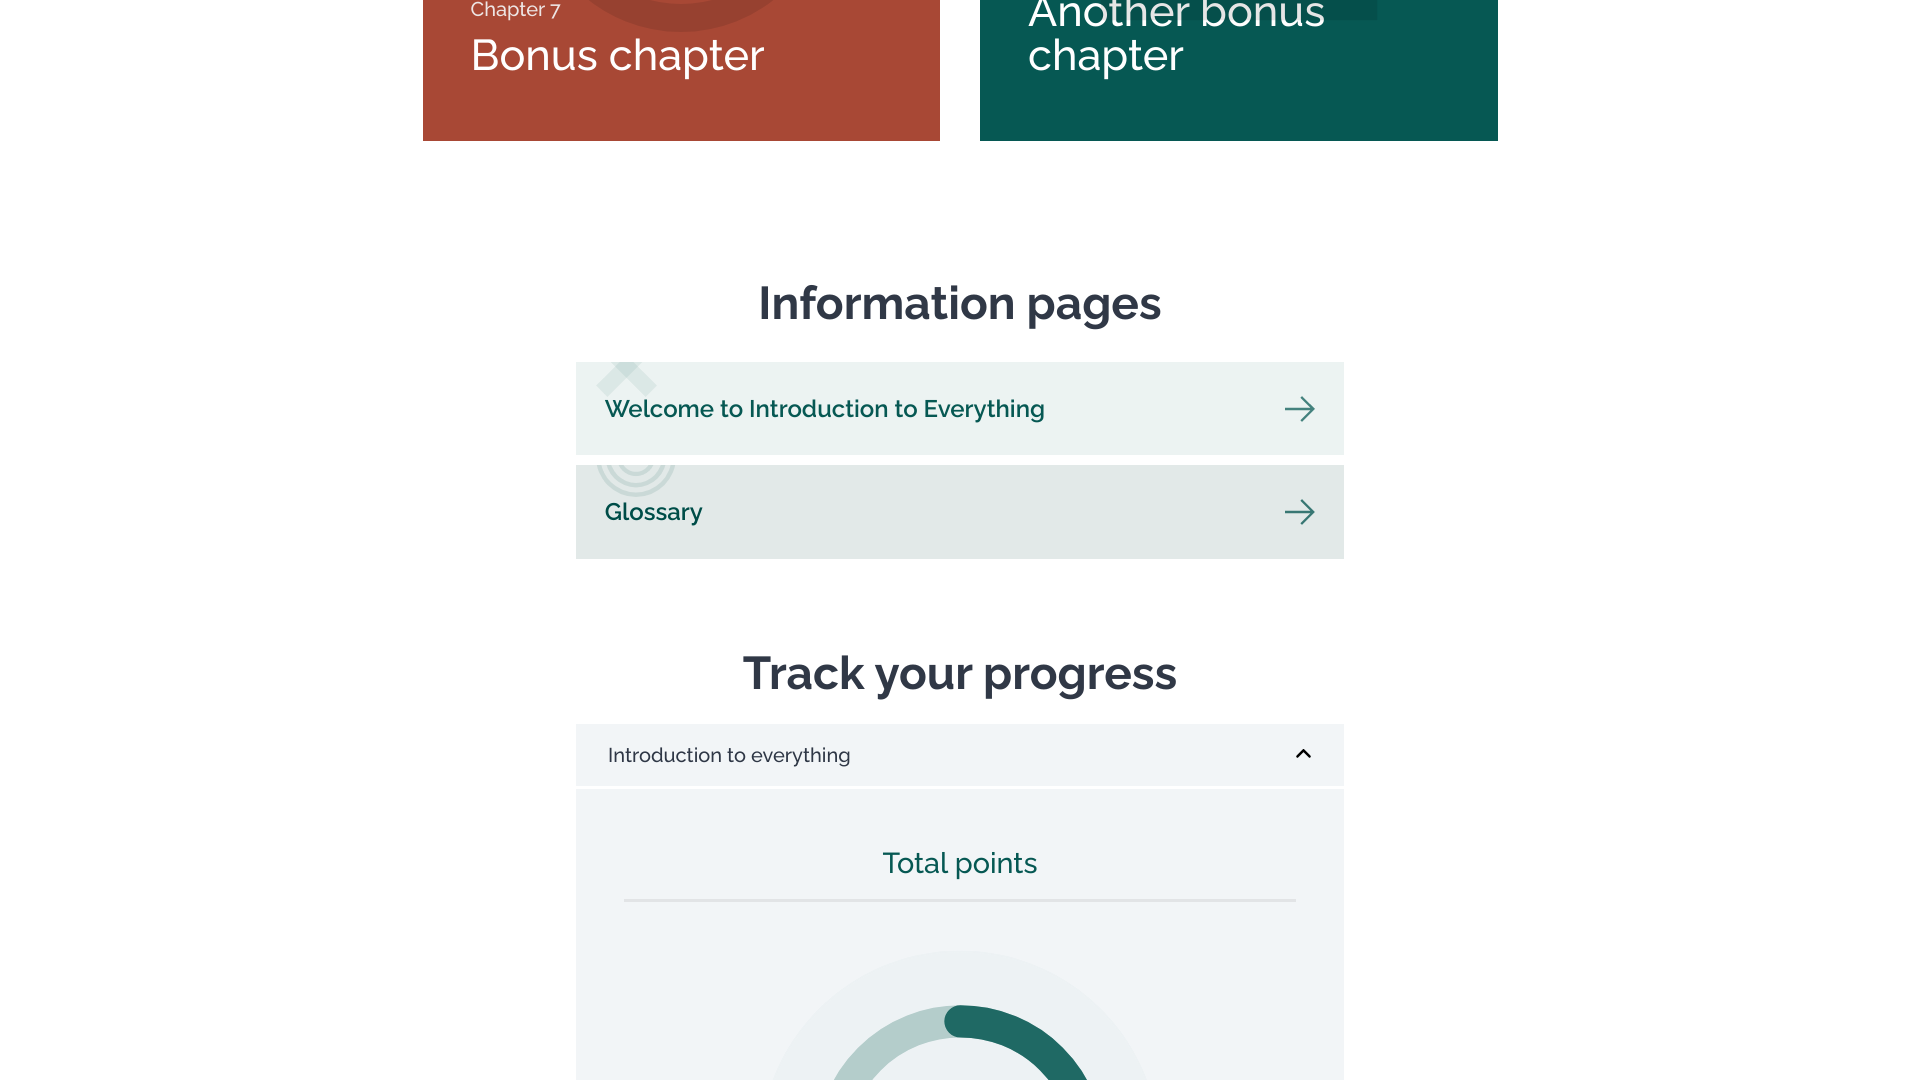 Chapter 7
Bonus chapter
Another bonus
chapter
Information pages
Welcome to Introduction to Everything
Glossary
Track your progress
Introduction to everything
Total points